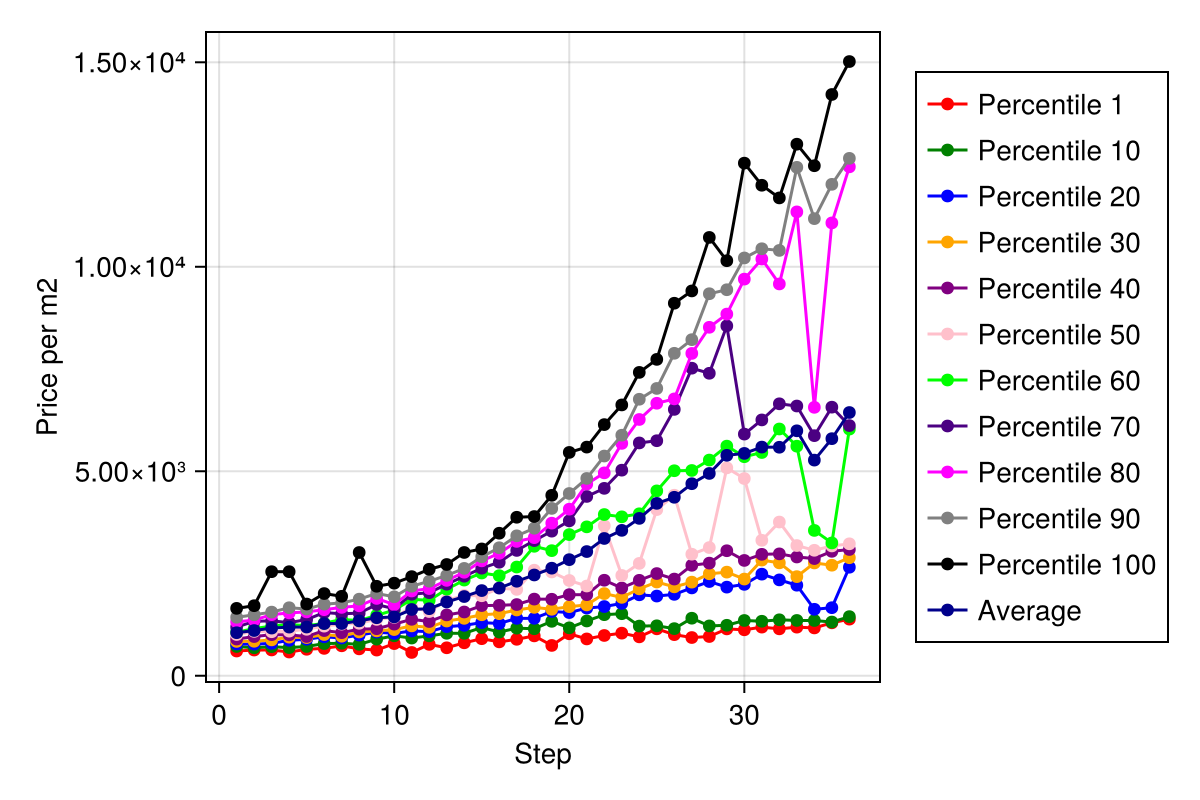 1.50×10⁴
1.00×10⁴
5.00×10³
0
Price per m2
0 10 20 30
Step
Percentile 1
Percentile 10
Percentile 20
Percentile 30
Percentile 40
Percentile 50
Percentile 60
Percentile 70
Percentile 80
Percentile 90
Percentile 100
Average